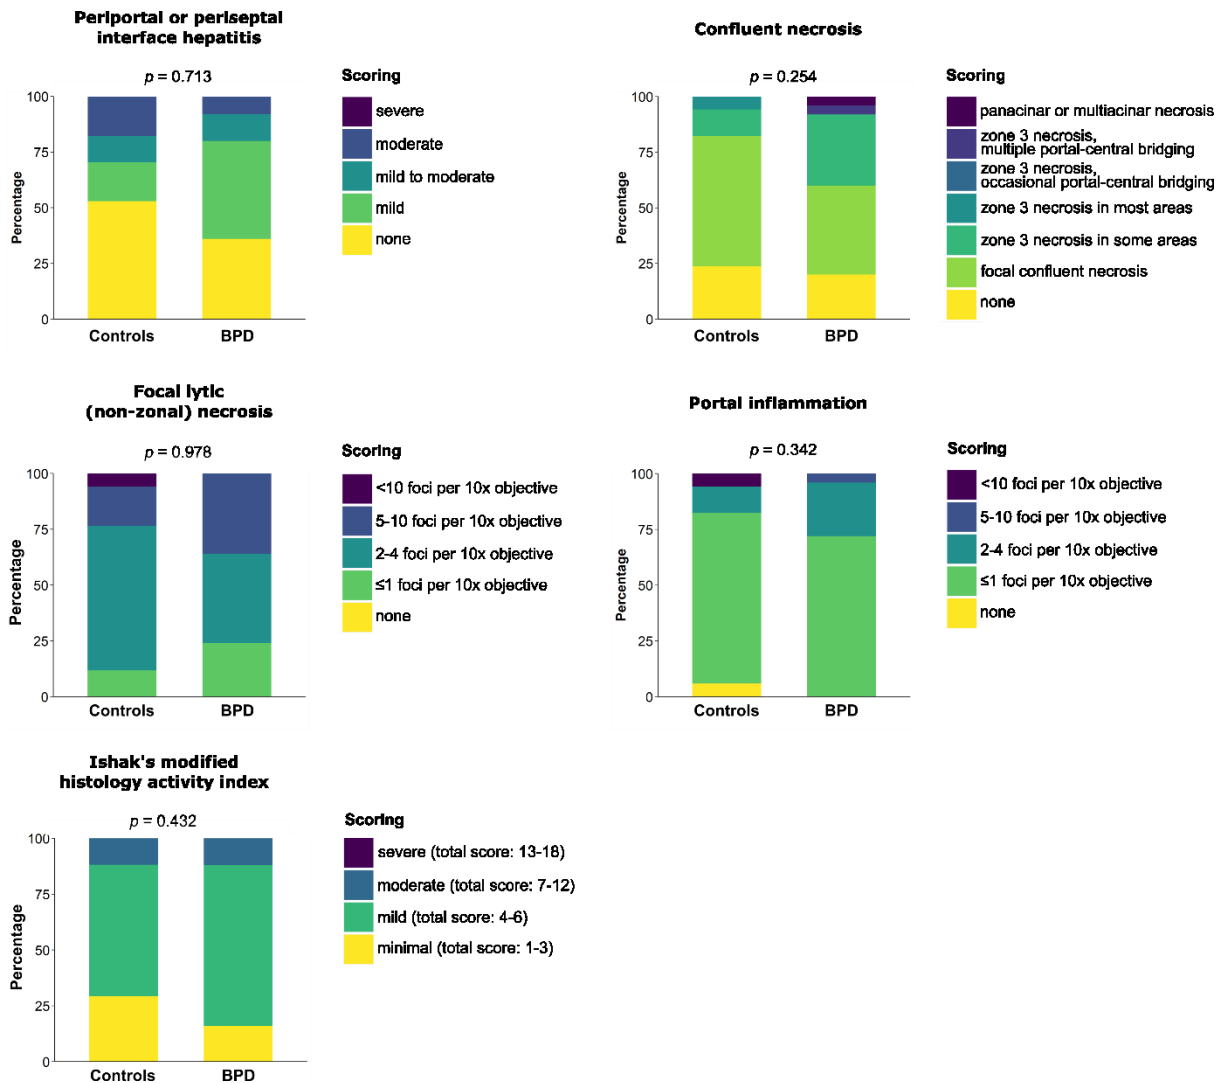 Periportal or periseptal
interface hepatitis
p = 0.713
Percentage
100
75
50
25
0
Controls
BPD
Scoring
severe
moderate
mild to moderate
mild
none
Confluent necrosis
p = 0.254
Percentage
100
75
50
25
0
Controls
BPD
Scoring
panacinar or multiacinar necrosis
zone 3 necrosis,
multiple portal-central bridging
zone 3 necrosis,
occasional portal-central bridging
zone 3 necrosis in most areas
zone 3 necrosis in some areas
focal confluent necrosis
none
Focal lytic
(non-zonal) necrosis
p = 0.978
Percentage
100
75
50
25
0
Controls
BPD
Scoring
<10 foci per 10x objective
5-10 foci per 10x objective
2-4 foci per 10x objective
≤1 foci per 10x objective
none
Portal inflammation
p = 0.342
Percentage
100
75
50
25
0
Controls
BPD
Scoring
<10 foci per 10x objective
5-10 foci per 10x objective
2-4 foci per 10x objective
≤1 foci per 10x objective
none
Ishak's modified
histology activity index
p = 0.432
Percentage
100
75
50
25
0
Controls
BPD
Scoring
severe (total score: 13-18)
moderate (total score: 7-12)
mild (total score: 4-6)
minimal (total score: 1-3)